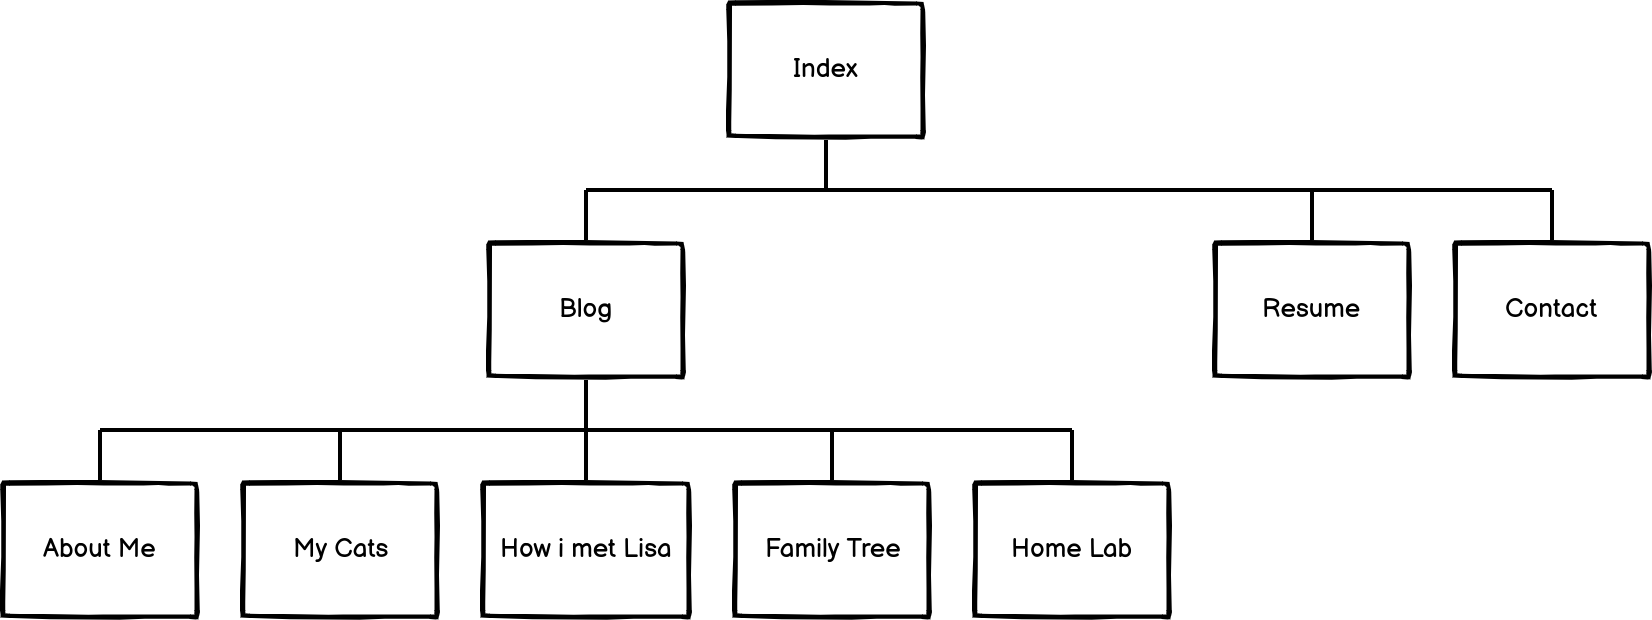 Index
Blog
Resume
Contact
About Me
My Cats
How i met Lisa
Family Tree
Home Lab